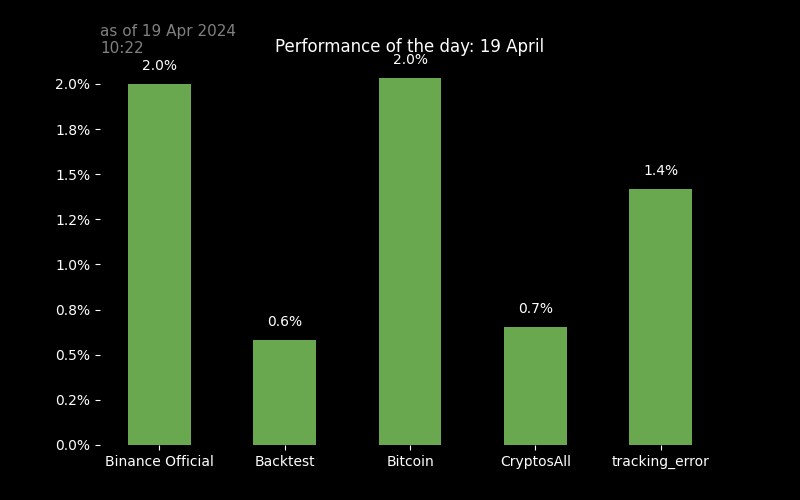 as of 19 Apr 2024
10:22
Performance of the day: 19 April
2.0%
0.6%
2.0%
0.7%
1.4%
2.0%
1.8%
1.5%
1.2%
1.0%
0.8%
0.5%
0.2%
0.0%
Binance Official
Backtest
Bitcoin
CryptosAll
tracking_error